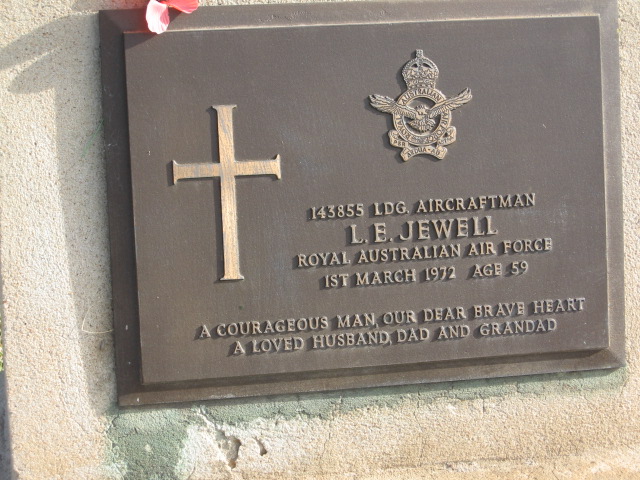 AUSTRALIAN
143855 LDG. AIRCRAFTMAN
L.E. JEWELL
ROYAL AUSTRALIAN AIR FORCE
1ST MARCH 1972 AGE 59
A COURAGEOUS MAN, OUR DEAR BRAVE HEART
A LOVED HUSBAND, DAD AND GRANDAD